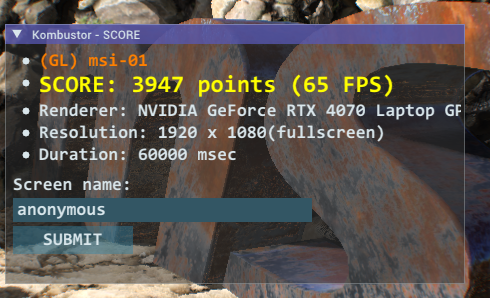 Kombustor - SCORE
(GL) msi-01
SCORE: 3947 points (65 FPS)
Renderer: NVIDIA GeForce RTX 4070 Laptop GP
Resolution: 1920 x 1080(fullscreen)
Duration: 60000 msec
Screen name:
anonymous
SUBMIT